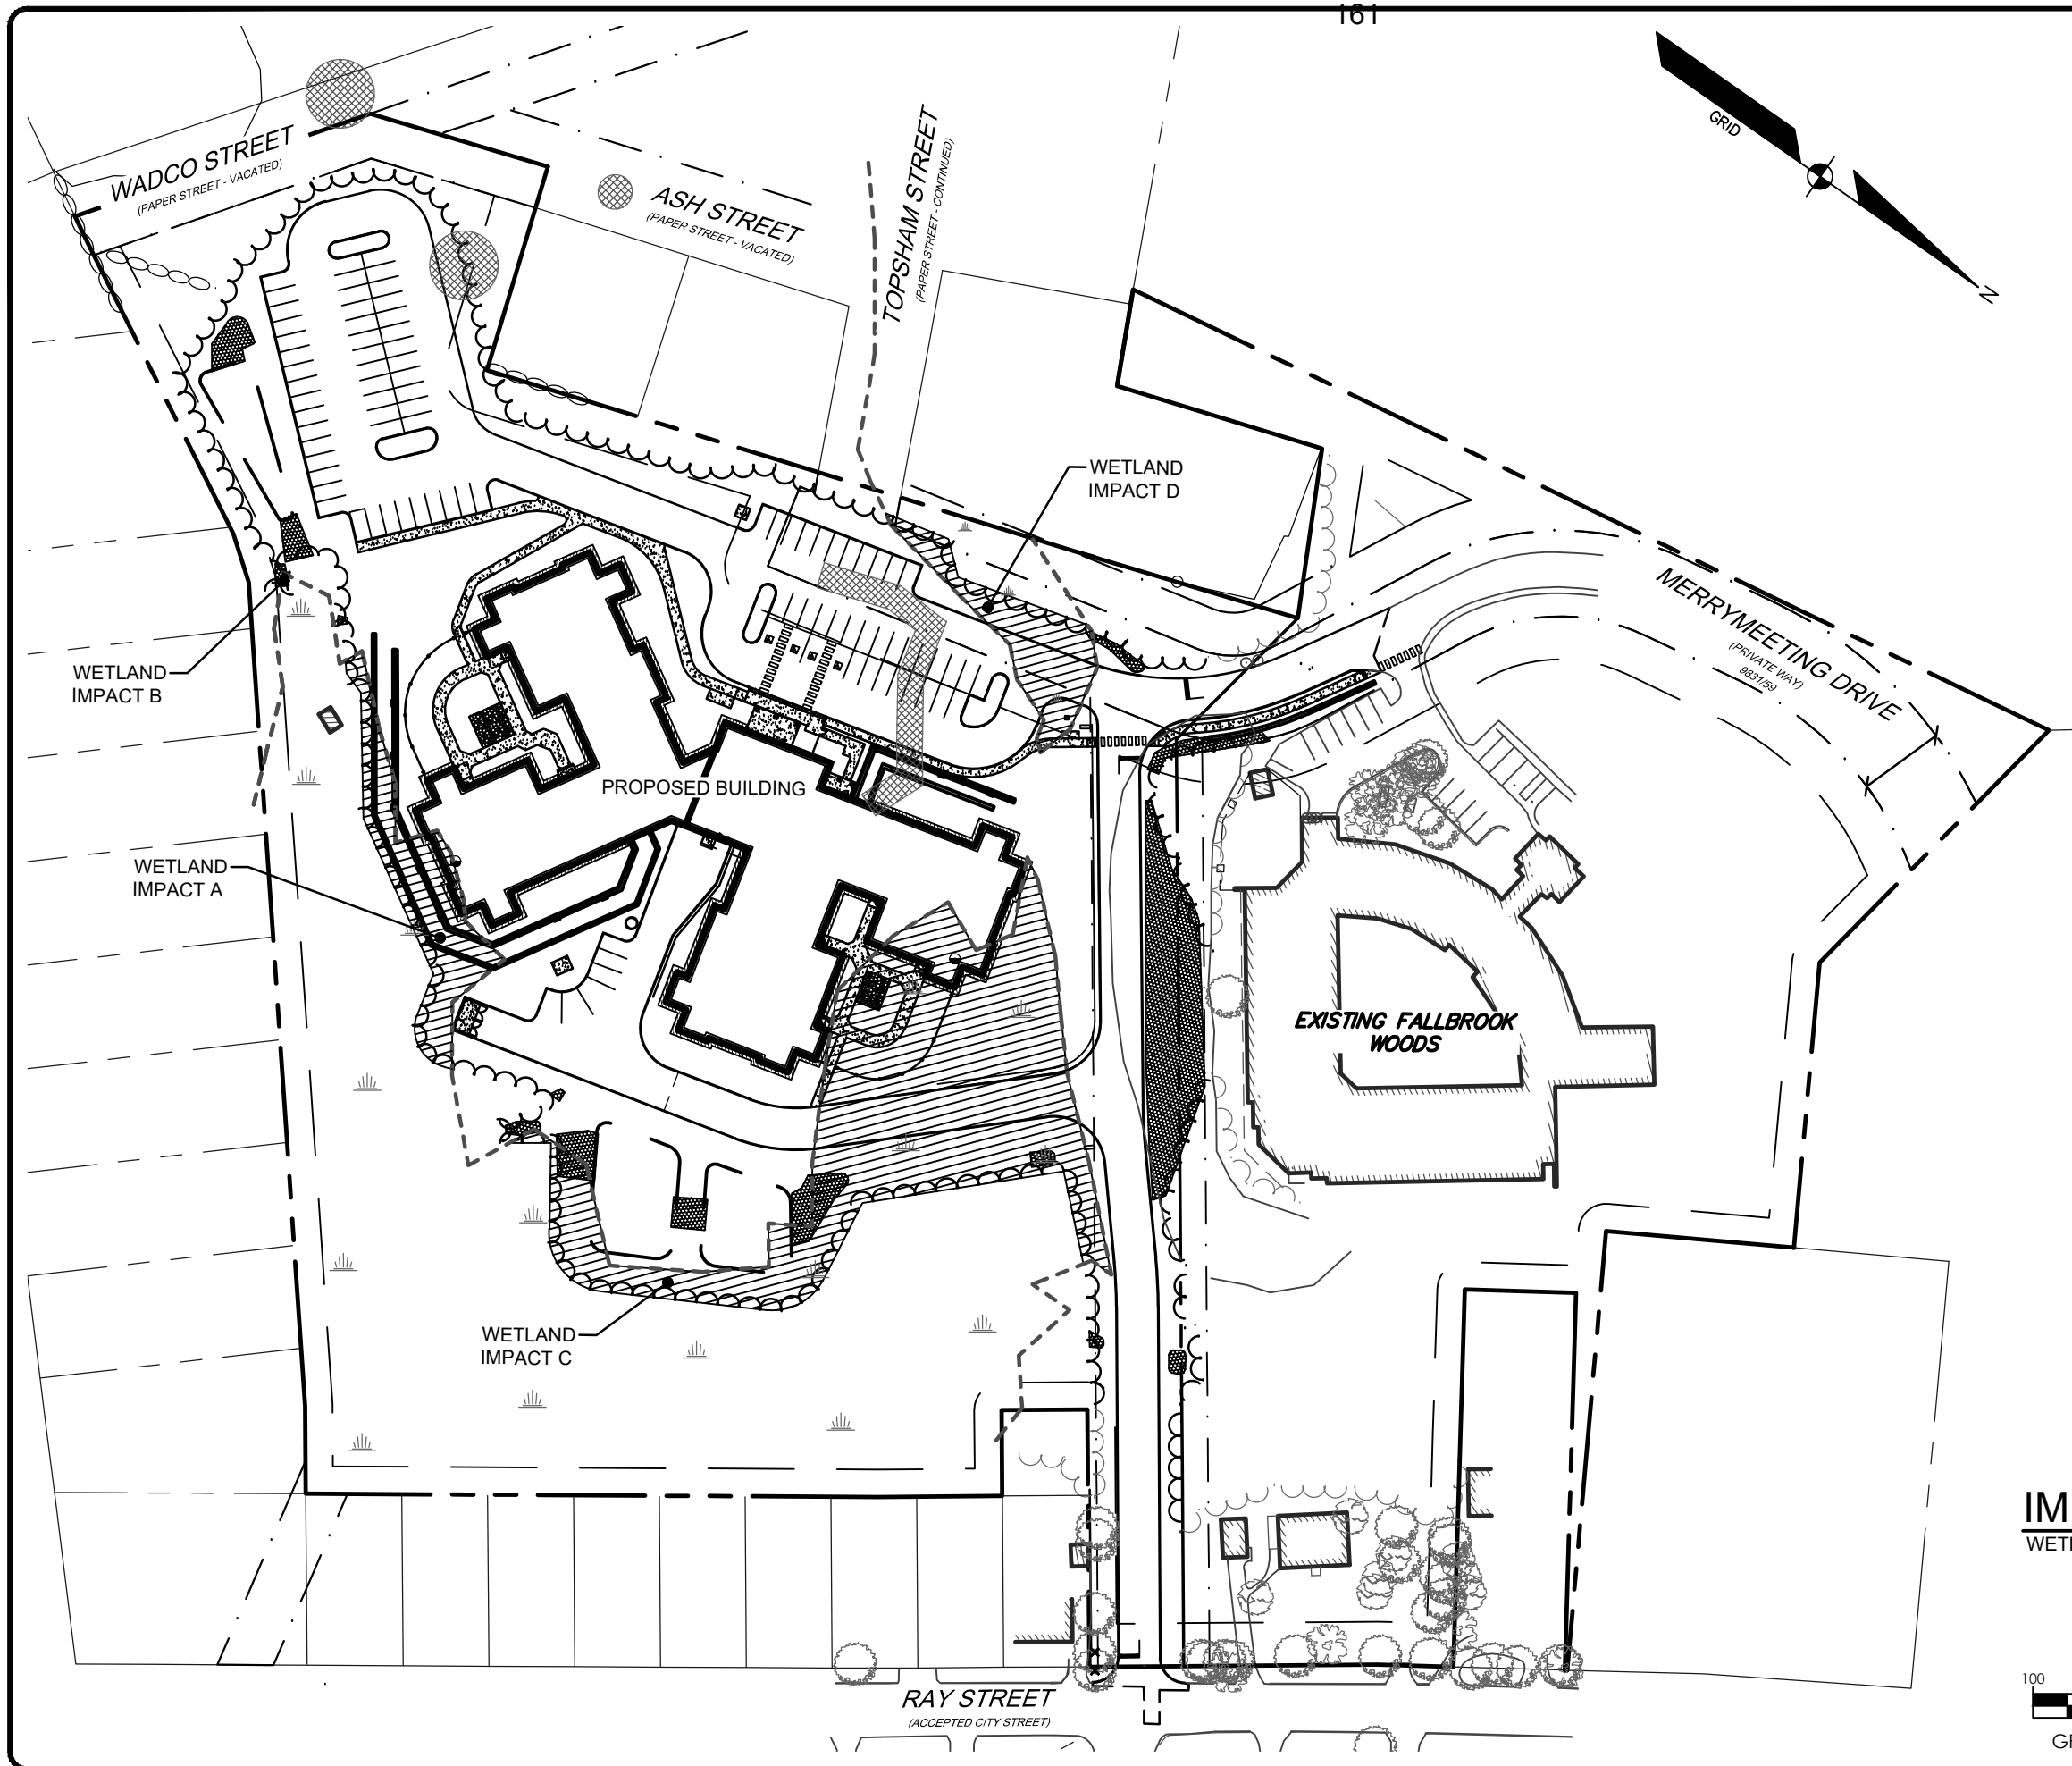 161
GRID
N
WADCO STREET
(PAPER STREET - VACATED)
ASH STREET
(PAPER STREET - VACATED)
TOPSHAM STREET
(PAPER STREET - CONTINUED)
WETLAND
IMPACT D
MERRYMEETING DRIVE
(PRIVATE WAY)
9831/59
WETLAND
IMPACT B
PROPOSED BUILDING
WETLAND
IMPACT A
EXISTING FALLBROOK
WOODS
WETLAND
IMPACT C
IM
WETL
100
RAY STREET
(ACCEPTED CITY STREET)